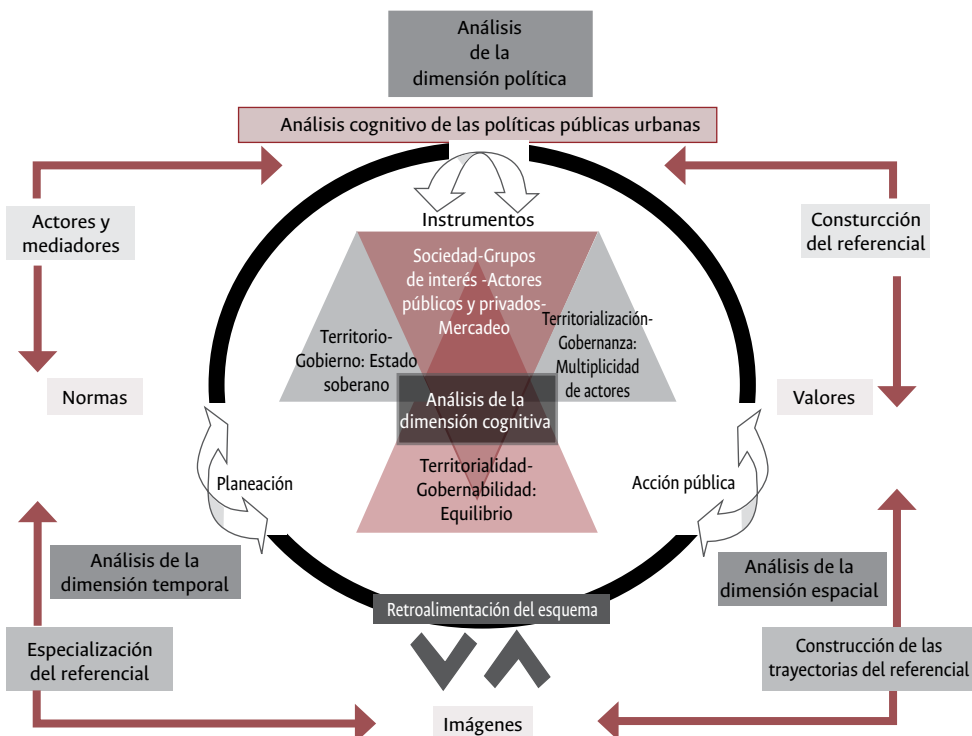 Análisis
de la
dimensión política
Análisis cognitivo de las políticas públicas urbanas
Actores y
mediadores
Consturcción
del referencial
Instrumentos
Sociedad-Grupos
de interés -Actores
públicos y privados-
Mercadeo
Territorio-
Gobierno: Estado
soberano
Territorialización-
Gobernanza:
Multiplicidad
de actores
Normas
Análisis de la
dimensión cognitiva
Valores
Territorialidad-
Gobernabilidad:
Equilibrio
Planeación
Acción pública
Análisis de la
dimensión temporal
Análisis de la
dimensión espacial
Retroalimentación del esquema
Especialización
del referencial
Construcción de las
trayectorias del referencial
Imágenes